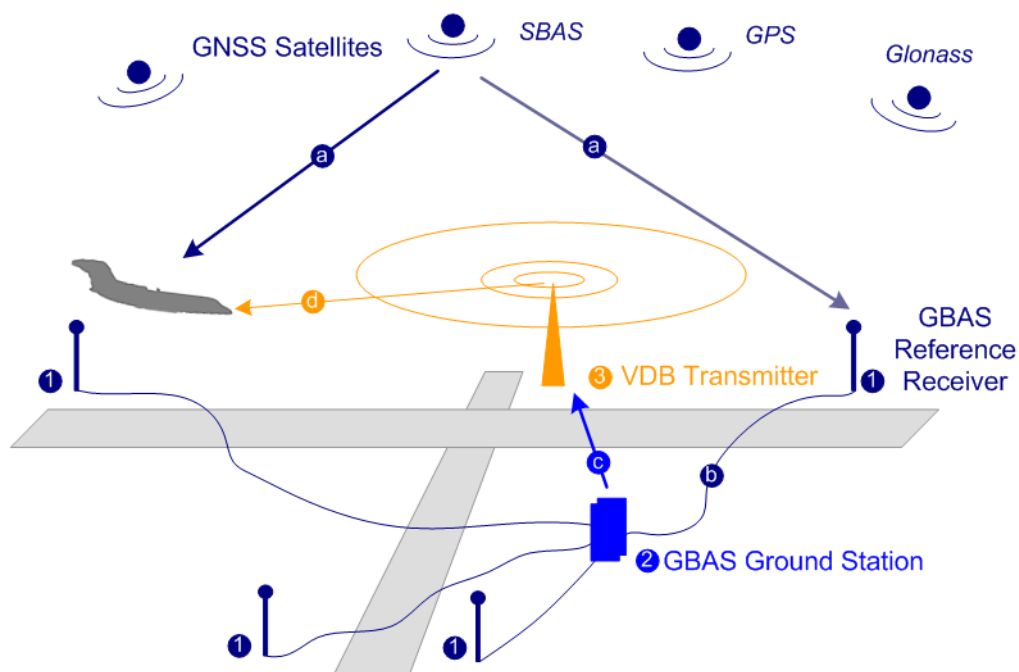 SBAS
GPS
GNSS Satellites
Glonass
a
a
d
GBAS
Reference
Receiver
1
1
3 VDB Transmitter
c
b
2 GBAS Ground Station
1
1